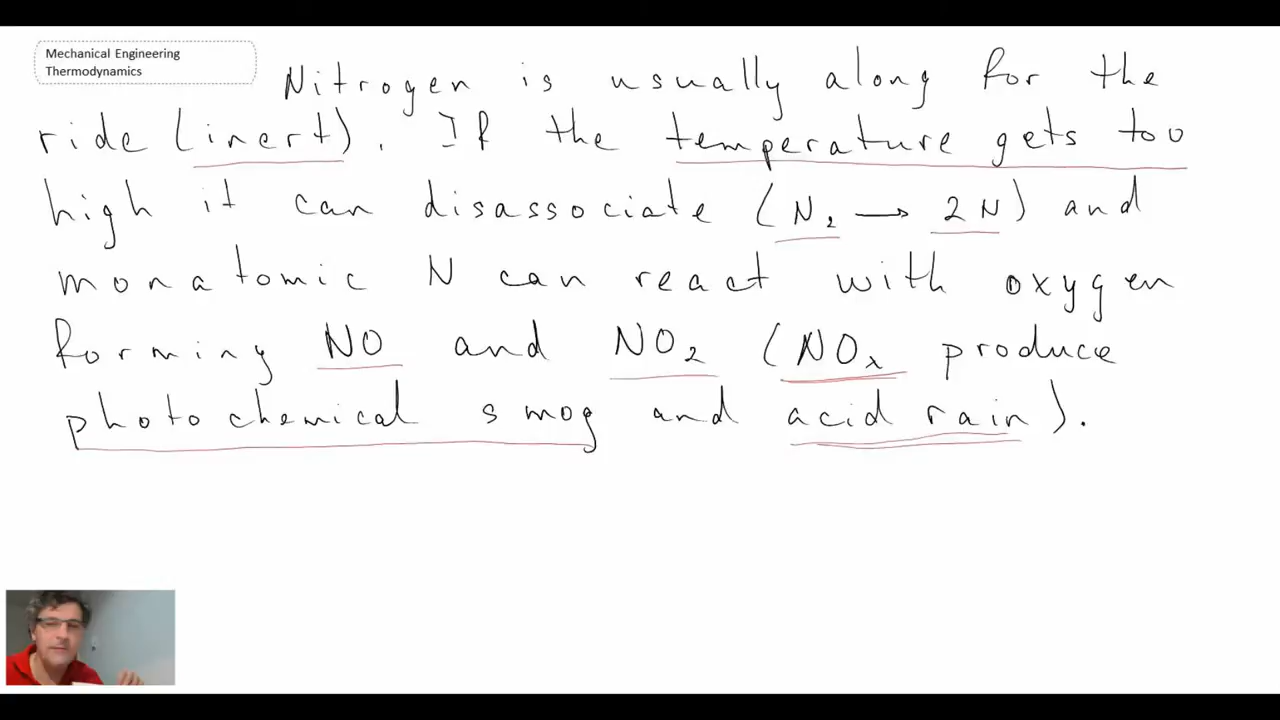 Mechanical Engineering
Thermodynamics
Nitrogen is usually along for the
ride (inert). If the temperature gets too
high it can disassociate (N₂ → 2N) and
monatomic N can react with oxygen
forming NO and NO₂ (NOₓ produce
photochemical smog and acid rain).